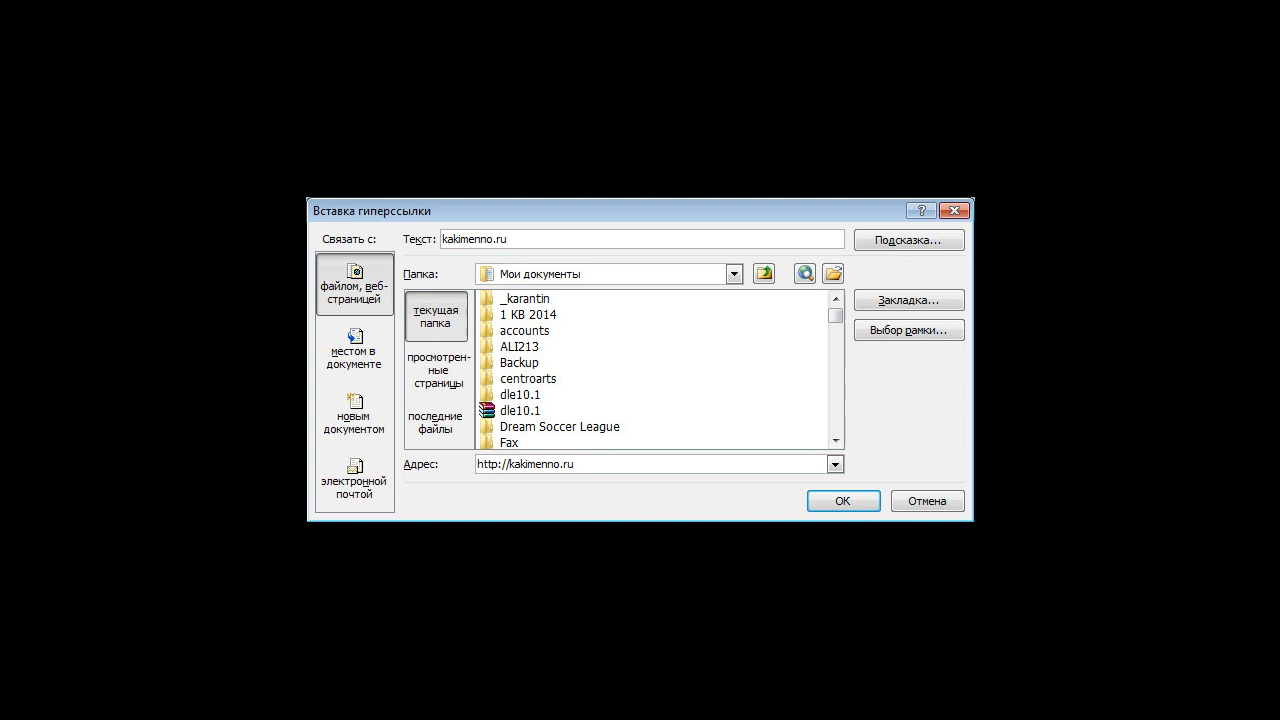 Вставка гиперссылки
Связать с:
Текст: kakimenno.ru
Подсказка...
файлом, веб-
страницей
местом в
документе
новым
документом
электронной
почтой
Папка: Мои документы
текущая
папка
просмотрен-
ные
страницы
последние
файлы
_karantin
1 KB 2014
accounts
ALI213
Backup
centroarts
dle10.1
dle10.1
Dream Soccer League
Fax
Закладка...
Выбор рамки...
Адрес: http://kakimenno.ru
ОК
Отмена